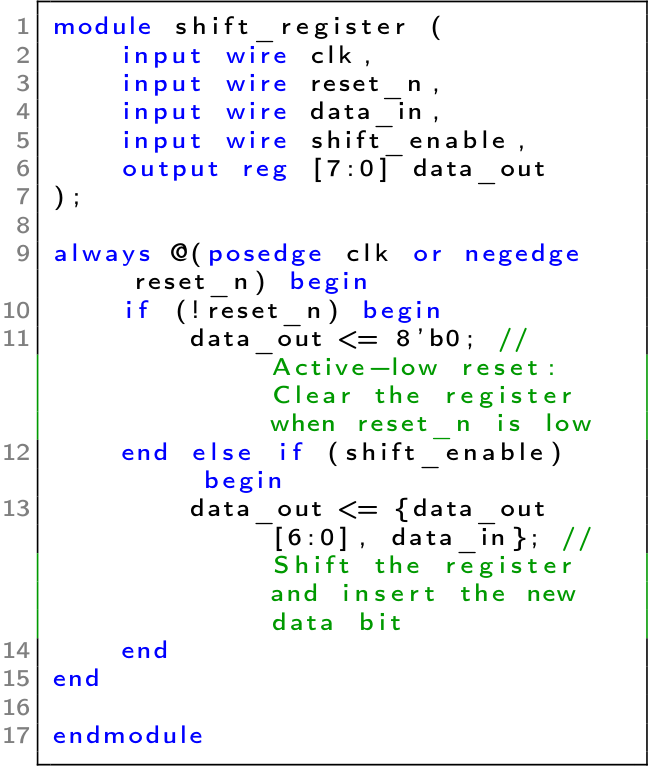 1 module shift_register (
2 input wire clk,
3 input wire reset_n,
4 input wire data_in,
5 input wire shift_enable,
6 output reg [7:0] data_out
7 );
8
9 always @(posedge clk or negedge
reset_n) begin
10 if (!reset_n) begin
11 data_out <= 8'b0; //
Active-low reset:
Clear the register
when reset_n is low
12 end else if (shift_enable)
begin
13 data_out <= {data_out
[6:0], data_in}; //
Shift the register
and insert the new
data bit
14 end
15 end
16
17 endmodule